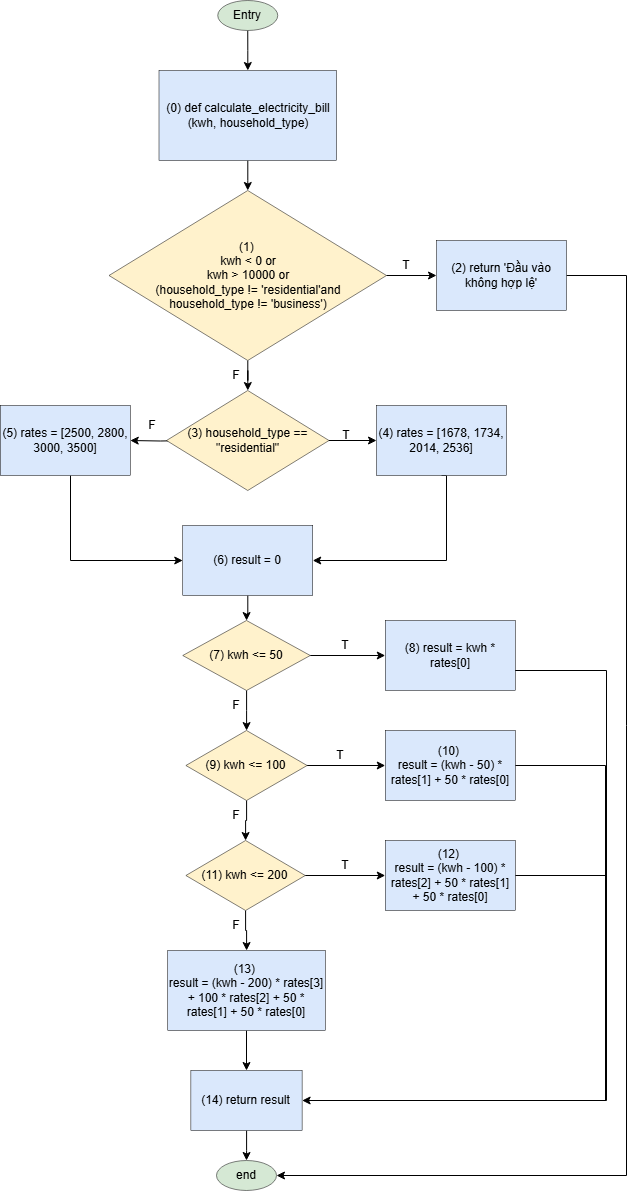 Entry
(0) def calculate_electricity_bill
(kwh, household_type)
(1)
kwh < 0 or
kwh > 10000 or
(household_type != 'residential'and
household_type != 'business')
T
(2) return 'Đầu vào
không hợp lệ'
F
(5) rates = [2500, 2800,
3000, 3500]
F
(3) household_type ==
"residential"
T
(4) rates = [1678, 1734,
2014, 2536]
(6) result = 0
(7) kwh <= 50
T
(8) result = kwh *
rates[0]
F
(9) kwh <= 100
T
(10)
result = (kwh - 50) *
rates[1] + 50 * rates[0]
F
(11) kwh <= 200
T
(12)
result = (kwh - 100) *
rates[2] + 50 * rates[1]
+ 50 * rates[0]
F
(13)
result = (kwh - 200) * rates[3]
+ 100 * rates[2] + 50 *
rates[1] + 50 * rates[0]
(14) return result
end